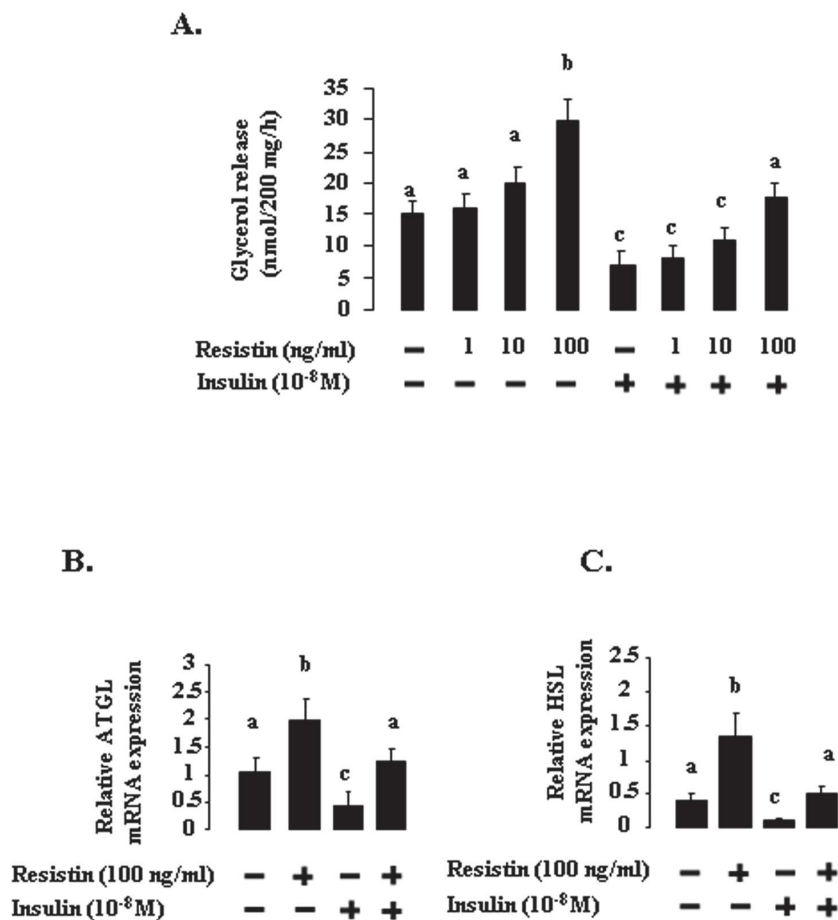 A.
Glycerol release
(nmol/200 mg/h)
35
30
25
20
15
10
5
0
a
a
a
b
c
c
c
a
Resistin (ng/ml) – 1 10 100 – 1 10 100
Insulin (10⁻⁸M) – – – – + + + +
B.
Relative ATGL
mRNA expression
3
2.5
2
1.5
1
0.5
0
a
b
c
a
Resistin (100 ng/ml) – + – +
Insulin (10⁻⁸M) – – + +
C.
Relative HSL
mRNA expression
2.5
2
1.5
1
0.5
0
a
b
c
a
Resistin (100 ng/ml) – + – +
Insulin (10⁻⁸M) – – + +